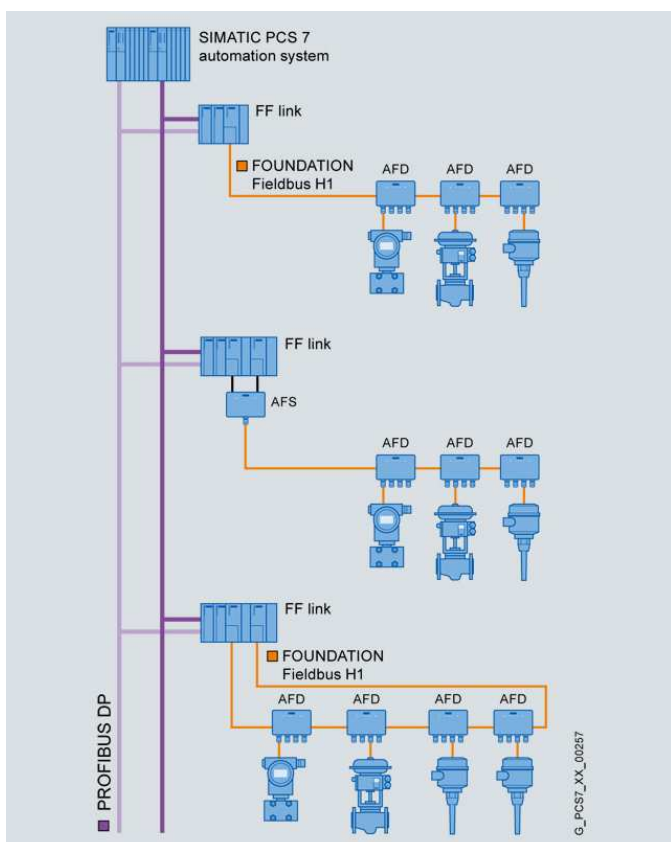 SIMATIC PCS 7
automation system
FF link
FOUNDATION
Fieldbus H1
AFD
AFD
AFD
FF link
AFS
AFD
AFD
AFD
FF link
FOUNDATION
Fieldbus H1
AFD
AFD
AFD
AFD
PROFIBUS DP
G_PCS7_XX_00257